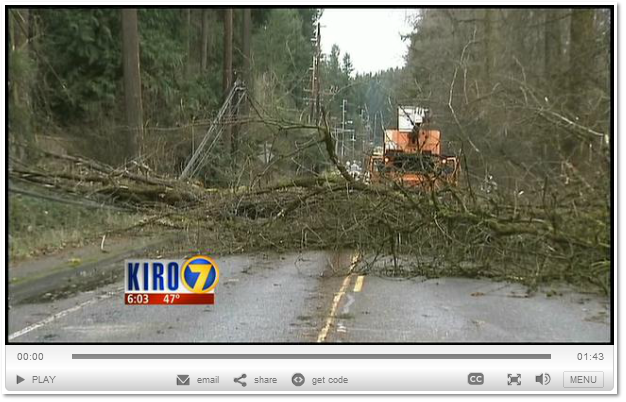 KIRO 7
6:03 47°
00:00 01:43
PLAY email share get code CC MENU